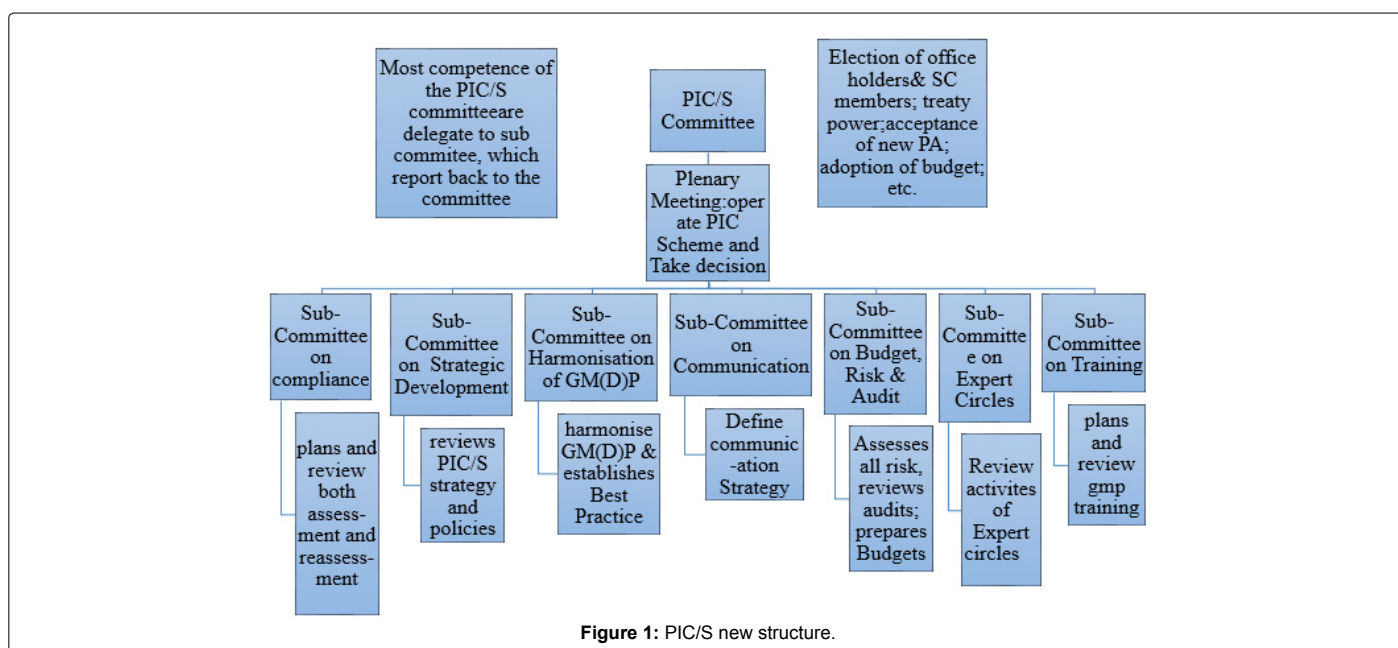 Most competence of
the PIC/S
committeeare
delegate to sub
commitee, which
report back to the
committee
PIC/S
Committee
Election of office
holders& SC
members; treaty
power;acceptance
of new PA;
adoption of budget;
etc.
Plenary
Meeting:oper
ate PIC
Scheme and
Take decision
Sub-
Committee
on
compliance
Sub-
Committee
on Strategic
Development
Sub-
Committee on
Harmonisation
of GM(D)P
Sub-Committee
on
Communication
Sub-
Committee
on Budget,
Risk &
Audit
Sub-
Committe
e on
Expert
Circles
Sub-
Committee
on Training
plans and
review
both
assess-
ment and
reassess-
ment
reviews
PIC/S
strategy
and
policies
harmonise
GM(D)P &
establishes
Best
Practice
Define
communic
-ation
Strategy
Assesses
all risk,
reviews
audits;
prepares
Budgets
Review
activites
of
Expert
circles
plans
and
review
gmp
training
Figure 1: PIC/S new structure.